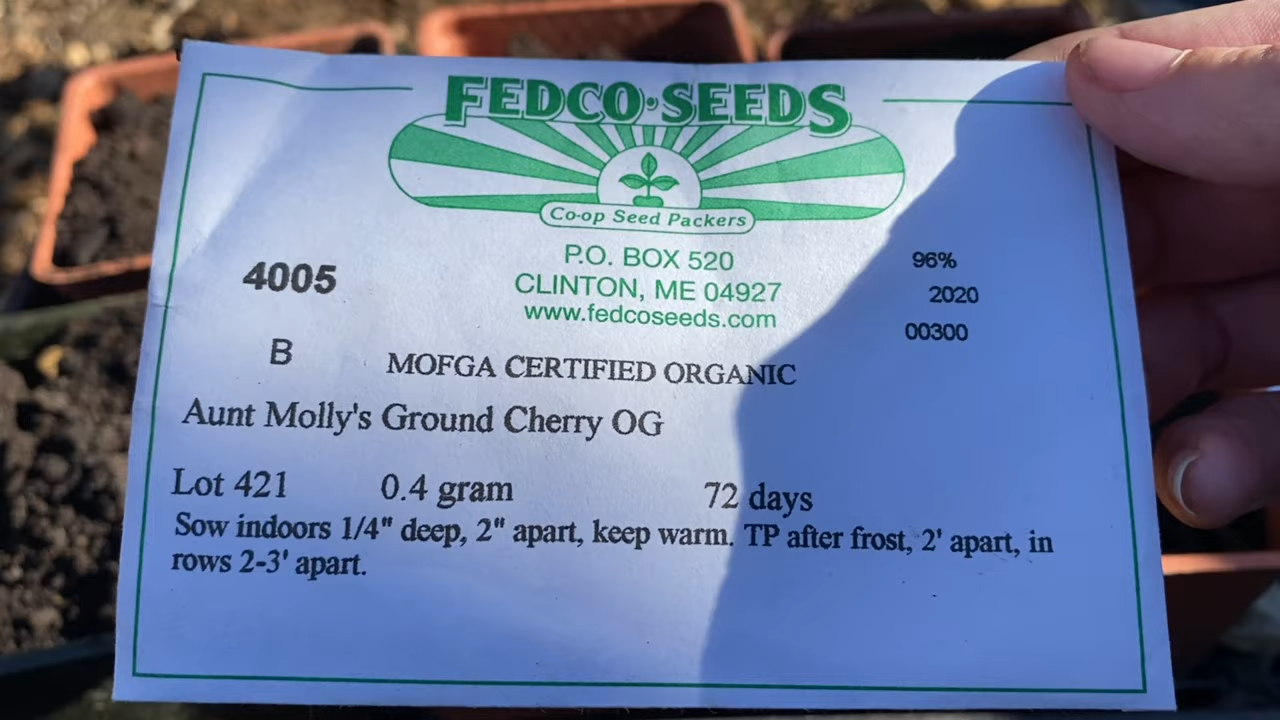 FEDCO·SEEDS
Co-op Seed Packers
P.O. BOX 520
CLINTON, ME 04927
www.fedcoseeds.com
96%
2020
00300
4005
B
MOFGA CERTIFIED ORGANIC
Aunt Molly's Ground Cherry OG
Lot 421 0.4 gram 72 days
Sow indoors 1/4" deep, 2" apart, keep warm. TP after frost, 2' apart, in
rows 2-3' apart.